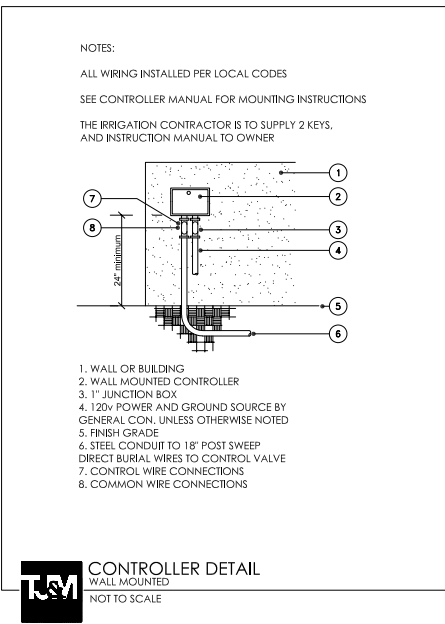 NOTES:
ALL WIRING INSTALLED PER LOCAL CODES
SEE CONTROLLER MANUAL FOR MOUNTING INSTRUCTIONS
THE IRRIGATION CONTRACTOR IS TO SUPPLY 2 KEYS,
AND INSTRUCTION MANUAL TO OWNER
1
2
7
8
3
4
24" minimum
5
6
1. WALL OR BUILDING
2. WALL MOUNTED CONTROLLER
3. 1" JUNCTION BOX
4. 120v POWER AND GROUND SOURCE BY
GENERAL CON. UNLESS OTHERWISE NOTED
5. FINISH GRADE
6. STEEL CONDUIT TO 18" POST SWEEP
DIRECT BURIAL WIRES TO CONTROL VALVE
7. CONTROL WIRE CONNECTIONS
8. COMMON WIRE CONNECTIONS
CONTROLLER DETAIL
WALL MOUNTED
NOT TO SCALE